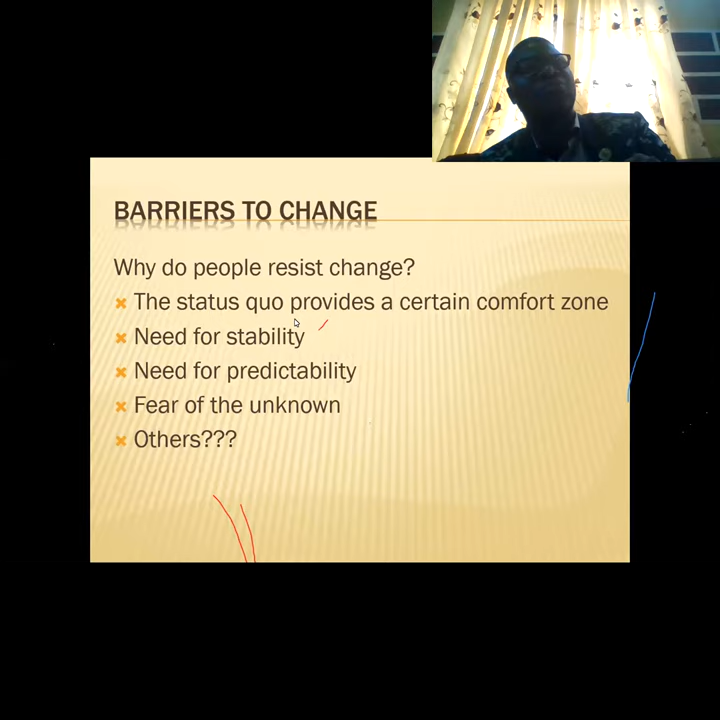 BARRIERS TO CHANGE
Why do people resist change?
The status quo provides a certain comfort zone
Need for stability
Need for predictability
Fear of the unknown
Others???